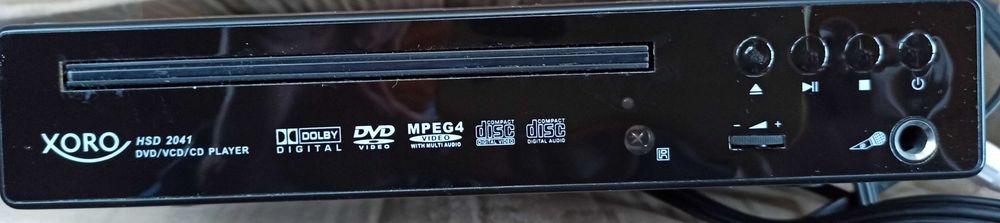 XORO
HSD 2041
DVD/VCD/CD PLAYER
DOLBY
DIGITAL
DVD
VIDEO
MPEG4
VIDEO
WITH MULTI AUDIO
COMPACT
disc
DIGITAL VIDEO
COMPACT
disc
DIGITAL AUDIO
- +
IR